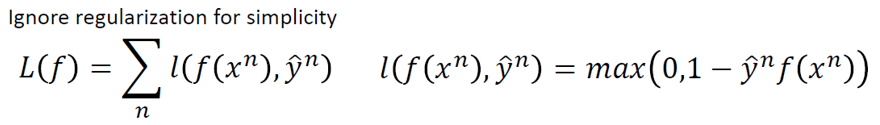 Ignore regularization for simplicity
L(f) = ∑ₙ l(f(xⁿ), ŷⁿ)  l(f(xⁿ), ŷⁿ) = max(0,1 − ŷⁿf(xⁿ))